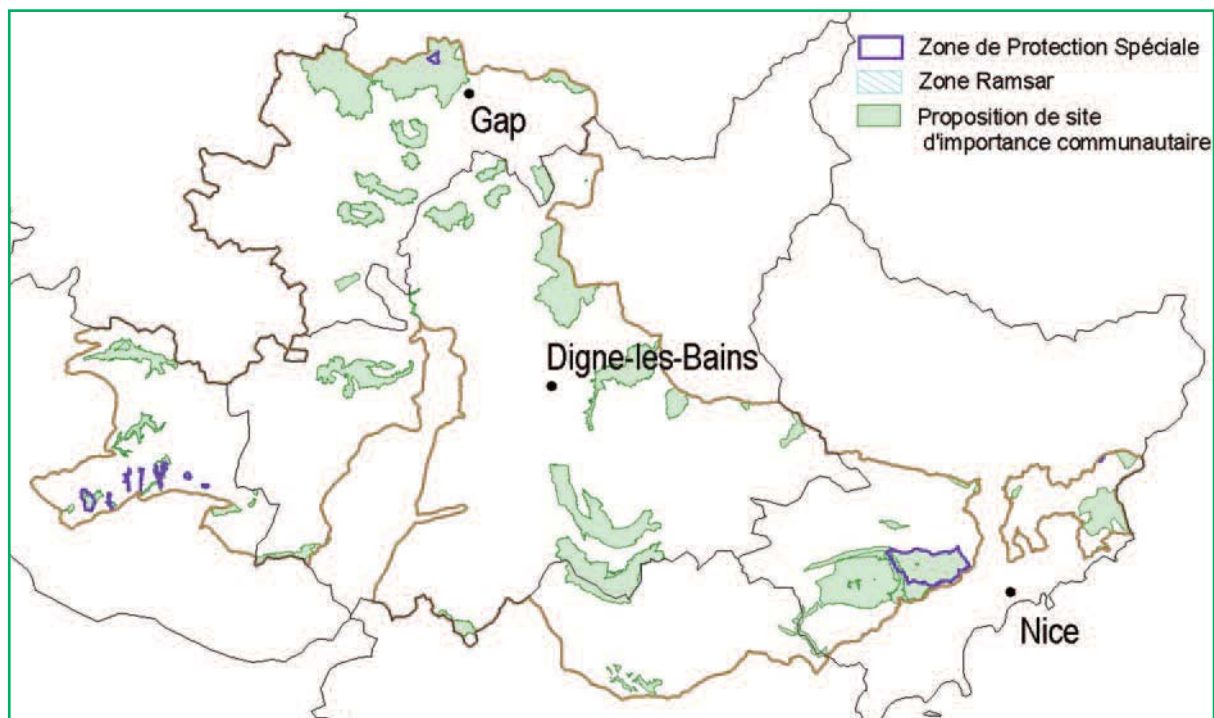 Zone de Protection Spéciale
Zone Ramsar
Proposition de site
d'importance communautaire
Gap
Digne-les-Bains
Nice